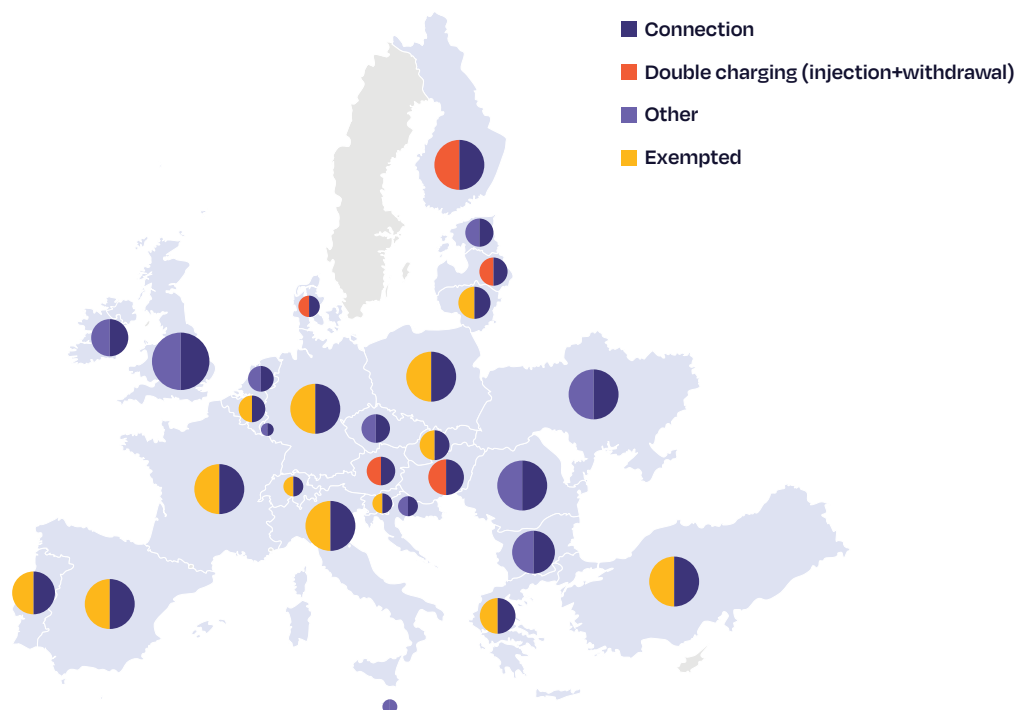 Connection
Double charging (injection+withdrawal)
Other
Exempted